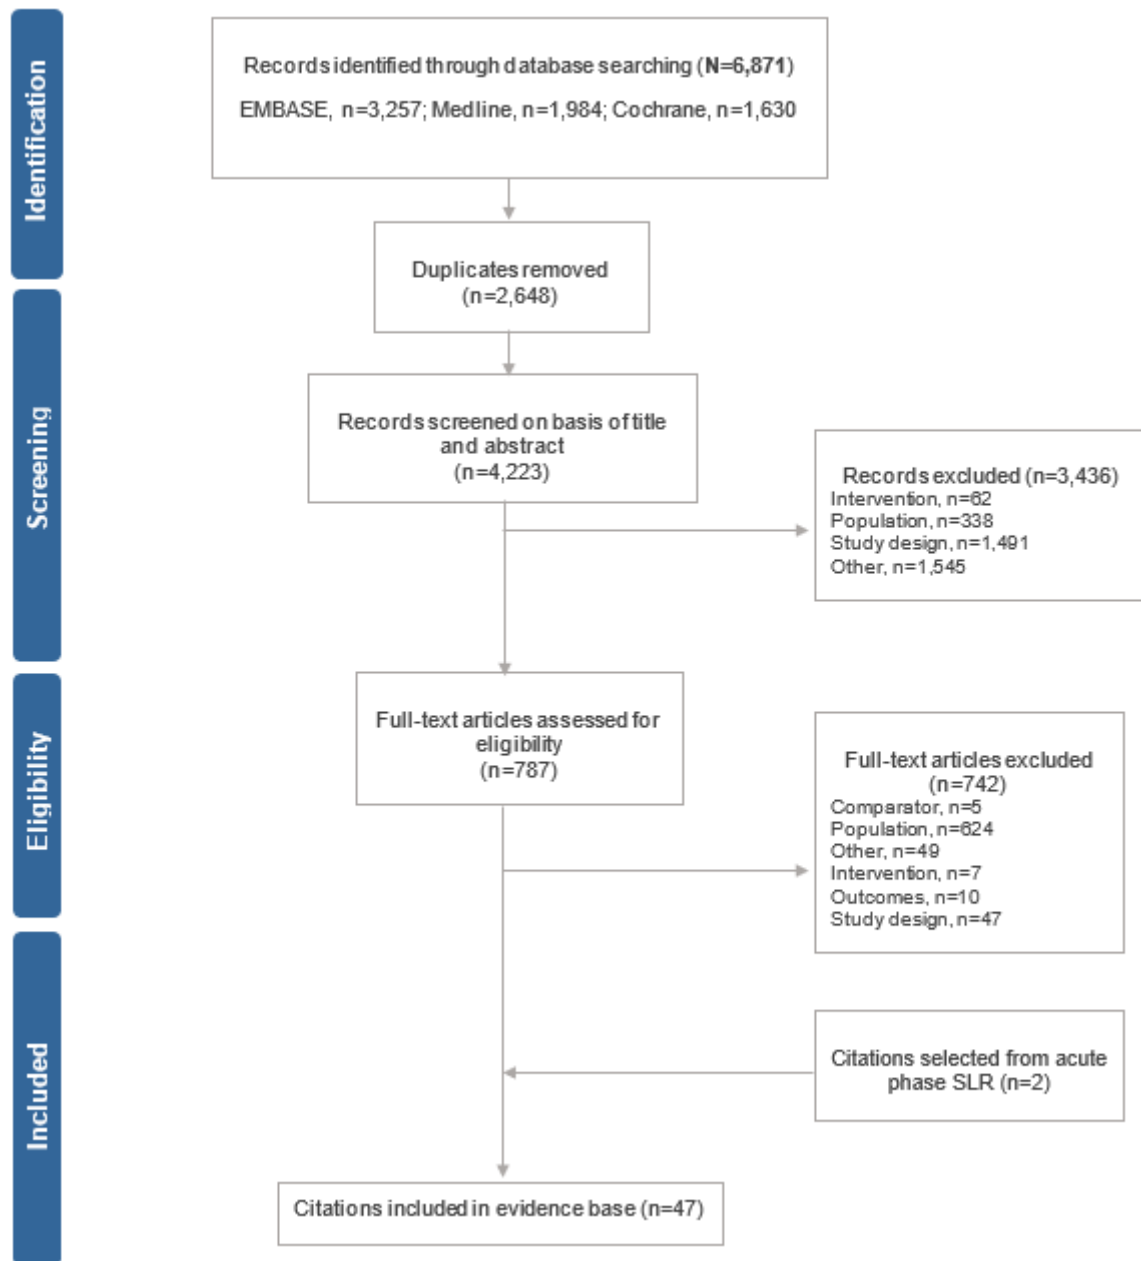 Identification
Records identified through database searching (N=6,871)
EMBASE, n=3,257; Medline, n=1,984; Cochrane, n=1,630
Duplicates removed
(n=2,648)
Screening
Records screened on basis of title
and abstract
(n=4,223)
Records excluded (n=3,436)
Intervention, n=62
Population, n=338
Study design, n=1,491
Other, n=1,545
Eligibility
Full-text articles assessed for
eligibility
(n=787)
Full-text articles excluded
(n=742)
Comparator, n=5
Population, n=624
Other, n=49
Intervention, n=7
Outcomes, n=10
Study design, n=47
Included
Citations selected from acute
phase SLR (n=2)
Citations included in evidence base (n=47)